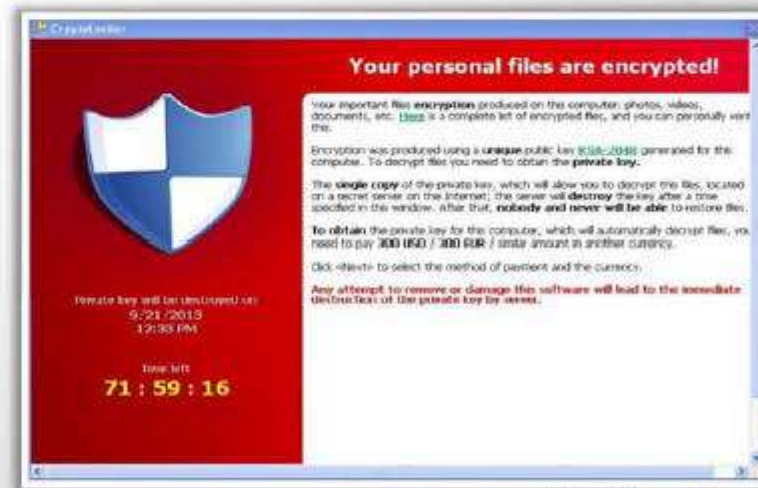 CryptoLocker
Your personal files are encrypted!
Your important files encryption produced on this computer: photos, videos,
documents, etc. Here is a complete list of encrypted files, and you can personally
this.
Encryption was produced using a unique public key RSA-2048 generated for this
computer. To decrypt files you need to obtain the private key.
The single copy of the private key, which will allow you to decrypt the files, located
on a secret server on the Internet; the server will destroy the key after a time
specified in this window. After that, nobody and never will be able to restore files.
To obtain the private key for this computer, which will automatically decrypt files, you
need to pay 300 USD / 300 EUR / similar amount in another currency.
Click «Next» to select the method of payment and the currency.
Any attempt to remove or damage this software will lead to the immediate
destruction of the private key by server.
Private key will be destroyed on
9/21/2013
12:33 PM
Time left
71 : 59 : 16